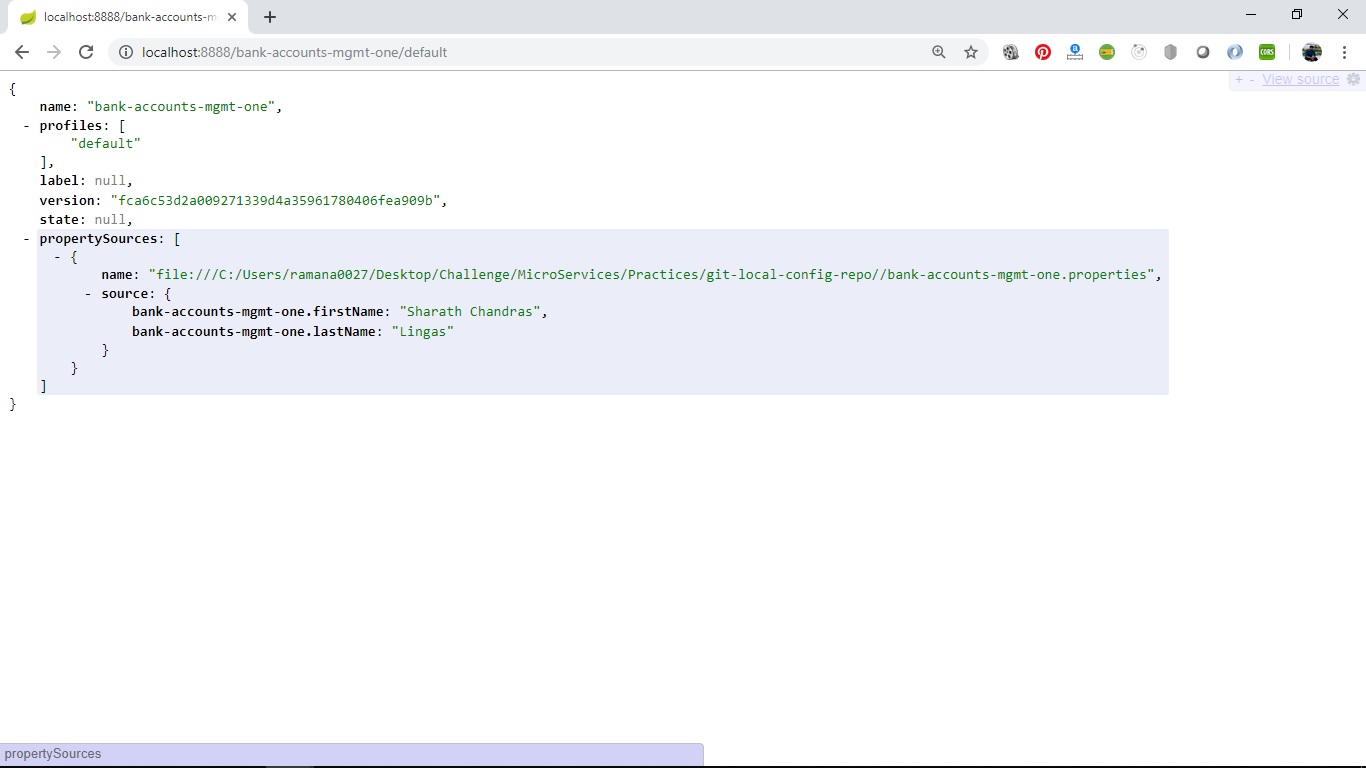 localhost:8888/bank-accounts-m
localhost:8888/bank-accounts-mgmt-one/default
a
CORS
+ - View source
{
name: "bank-accounts-mgmt-one",
- profiles: [
"default"
],
label: null,
version: "fca6c53d2a009271339d4a35961780406fea909b",
state: null,
- propertySources: [
- {
name: "file:///C:/Users/ramana0027/Desktop/Challenge/MicroServices/Practices/git-local-config-repo//bank-accounts-mgmt-one.properties",
- source: {
bank-accounts-mgmt-one.firstName: "Sharath Chandras",
bank-accounts-mgmt-one.lastName: "Lingas"
}
}
]
}
propertySources